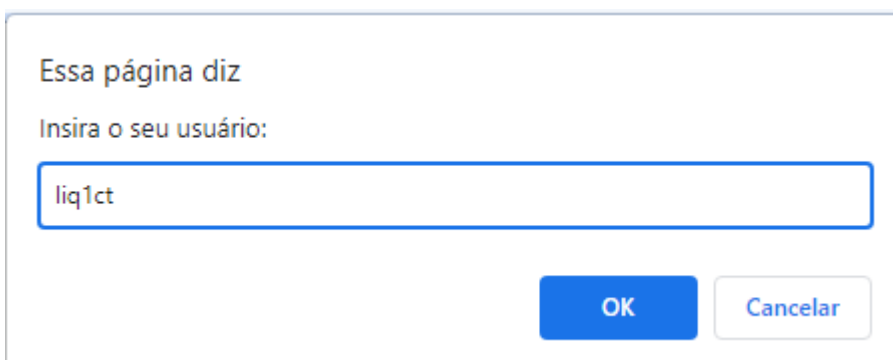 Essa página diz
Insira o seu usuário:
liq1ct
OK
Cancelar